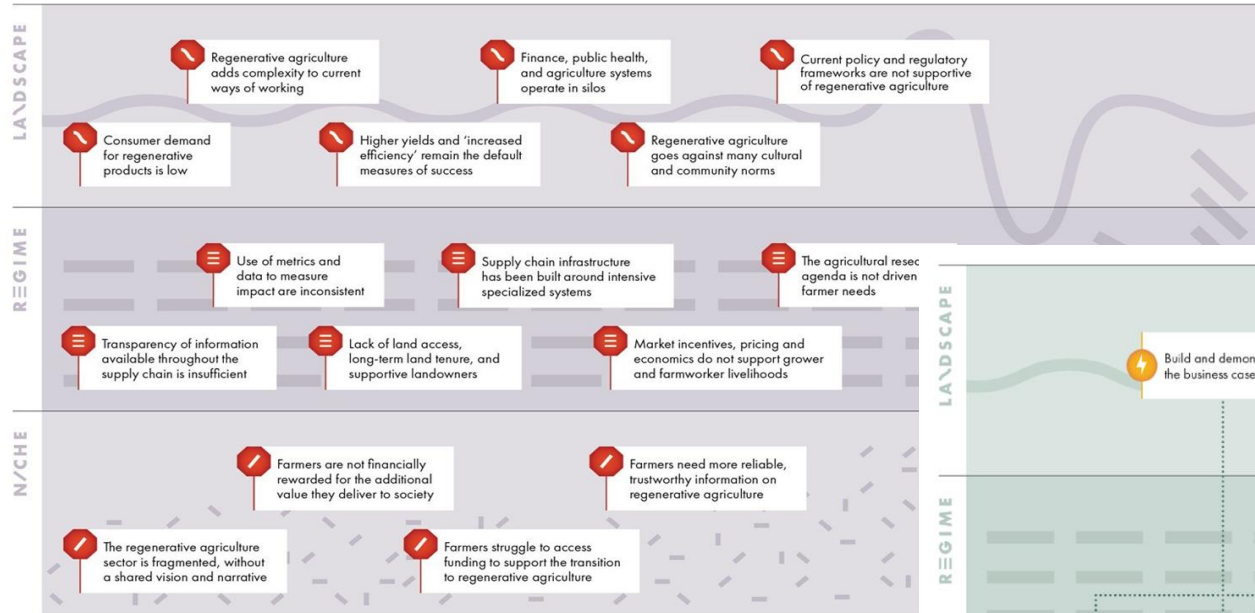 LANDSCAPE
Regenerative agriculture
adds complexity to current
ways of working
Finance, public health,
and agriculture systems
operate in silos
Current policy and regulatory
frameworks are not supportive
of regenerative agriculture
Consumer demand
for regenerative
products is low
Higher yields and ‘increased
efficiency’ remain the default
measures of success
Regenerative agriculture
goes against many cultural
and community norms
REGIME
Use of metrics and
data to measure
impact are inconsistent
Supply chain infrastructure
has been built around intensive
specialized systems
The agricultural
agenda is not driven
farmer needs
Transparency of information
available throughout the
supply chain is insufficient
Lack of land access,
long-term land tenure, and
supportive landowners
Market incentives, pricing and
economics do not support grower
and farmworker livelihoods
NICHE
Farmers are not financially
rewarded for the additional
value they deliver to society
Farmers need more reliable,
trustworthy information on
regenerative agriculture
The regenerative agriculture
sector is fragmented, without
a shared vision and narrative
Farmers struggle to access
funding to support the transition
to regenerative agriculture
LANDSCAPE
Build and
the business case
REGIME